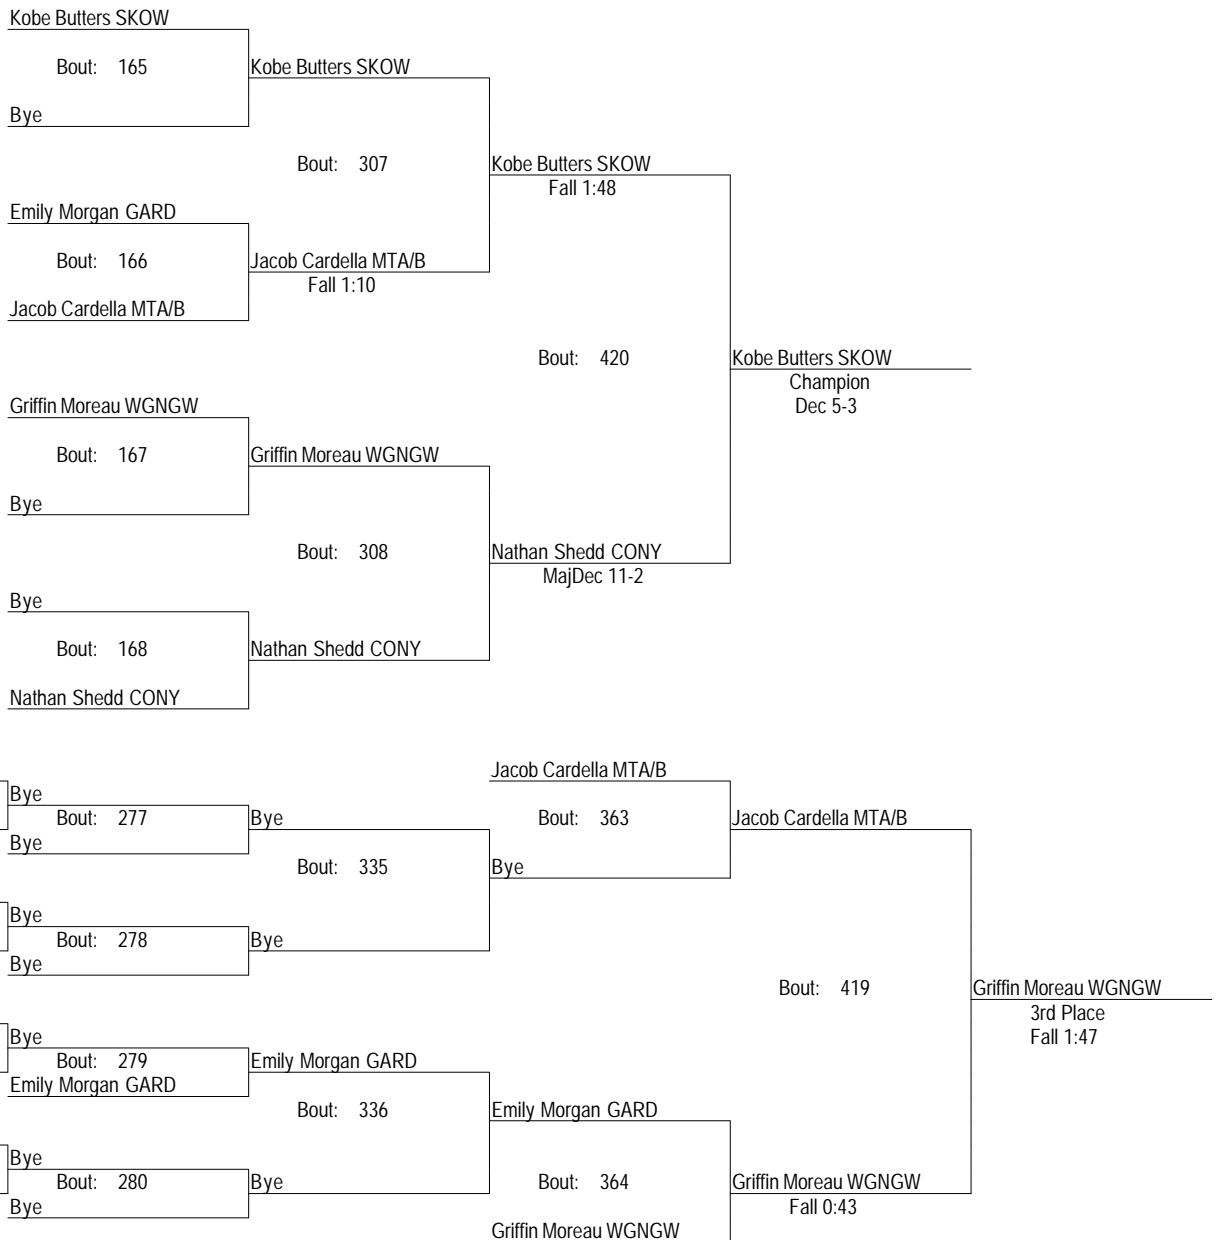 Kobe Butters SKOW
Bout: 165
Kobe Butters SKOW
Bye
Bout: 307
Kobe Butters SKOW
Fall 1:48
Emily Morgan GARD
Bout: 166
Jacob Cardella MTA/B
Fall 1:10
Jacob Cardella MTA/B
Bout: 420
Kobe Butters SKOW
Champion
Dec 5-3
Griffin Moreau WGNGW
Bout: 167
Griffin Moreau WGNGW
Bye
Bout: 308
Nathan Shedd CONY
MajDec 11-2
Bye
Bout: 168
Nathan Shedd CONY
Nathan Shedd CONY
Jacob Cardella MTA/B
Bye
Bout: 277
Bye
Bout: 363
Jacob Cardella MTA/B
Bye
Bout: 335
Bye
Bye
Bout: 278
Bye
Bye
Bout: 419
Griffin Moreau WGNGW
3rd Place
Fall 1:47
Bye
Bout: 279
Emily Morgan GARD
Emily Morgan GARD
Bout: 336
Emily Morgan GARD
Bye
Bout: 280
Bye
Bout: 364
Griffin Moreau WGNGW
Fall 0:43
Bye
Griffin Moreau WGNGW